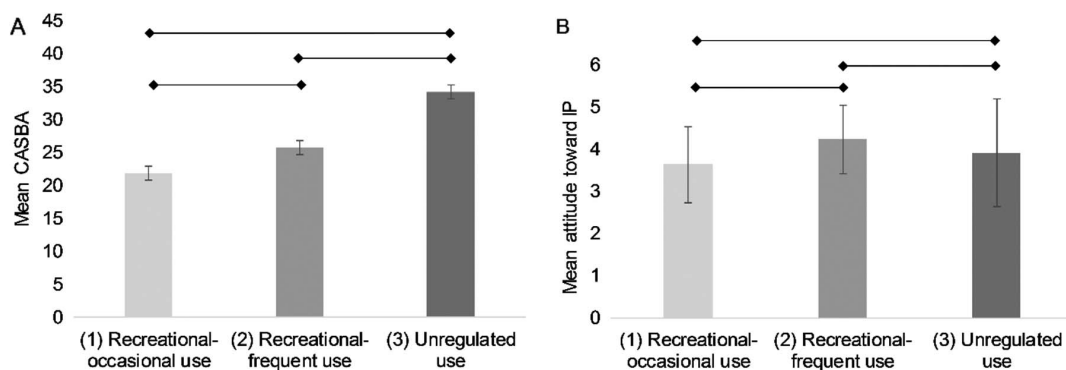 A
Mean CASBA
45
40
35
30
25
20
15
10
5
0
(1) Recreational-
occasional use
(2) Recreational-
frequent use
(3) Unregulated
use
B
Mean attitude toward IP
6
5
4
3
2
1
0
(1) Recreational-
occasional use
(2) Recreational-
frequent use
(3) Unregulated
use